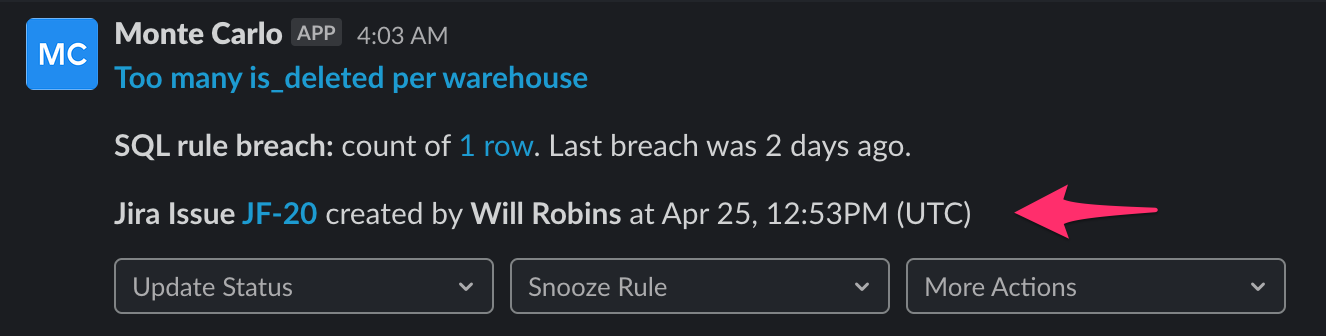 MC
Monte Carlo APP 4:03 AM
Too many is_deleted per warehouse
SQL rule breach: count of 1 row. Last breach was 2 days ago.
Jira Issue JF-20 created by Will Robins at Apr 25, 12:53PM (UTC)
Update Status Snooze Rule More Actions